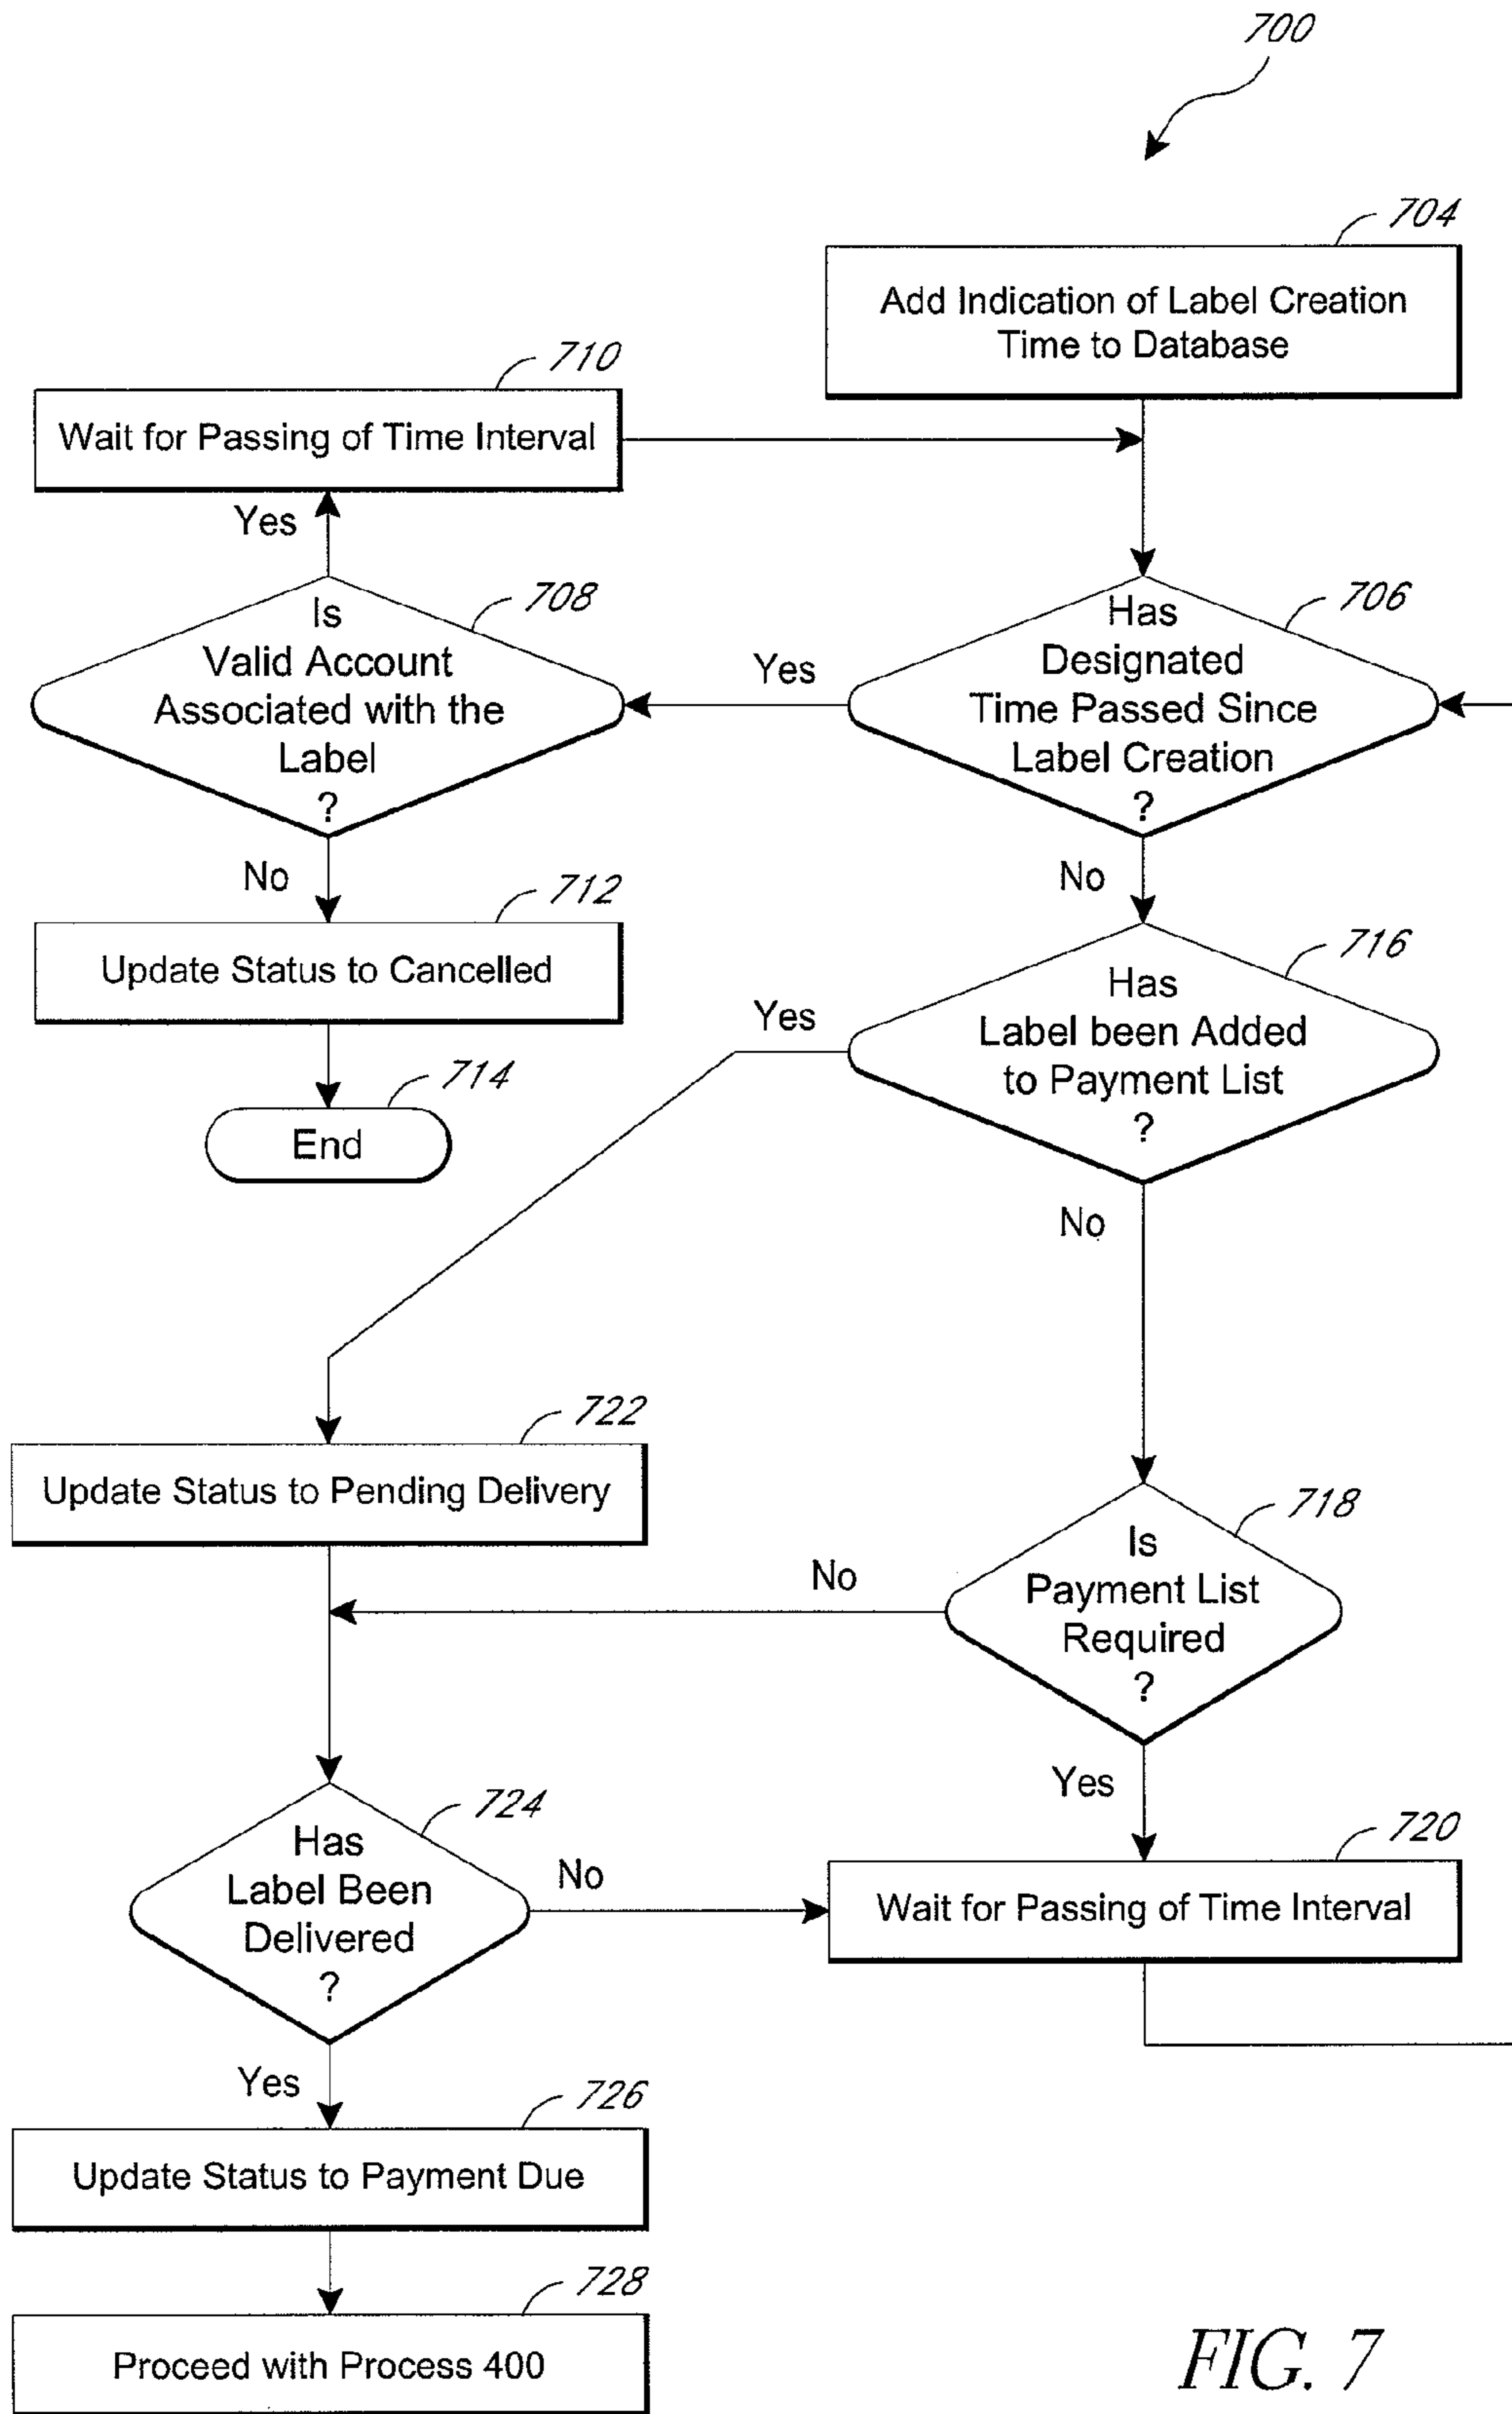 700
704
Add Indication of Label Creation
Time to Database
710
Wait for Passing of Time Interval
Yes
708
Is
Valid Account
Associated with the
Label
?
Yes
706
Has
Designated
Time Passed Since
Label Creation
?
No
712
Update Status to Cancelled
714
End
No
716
Has
Label been Added
to Payment List
?
Yes
No
722
Update Status to Pending Delivery
718
Is
Payment List
Required
?
No
Yes
724
Has
Label Been
Delivered
?
No
720
Wait for Passing of Time Interval
Yes
726
Update Status to Payment Due
728
Proceed with Process 400
FIG. 7